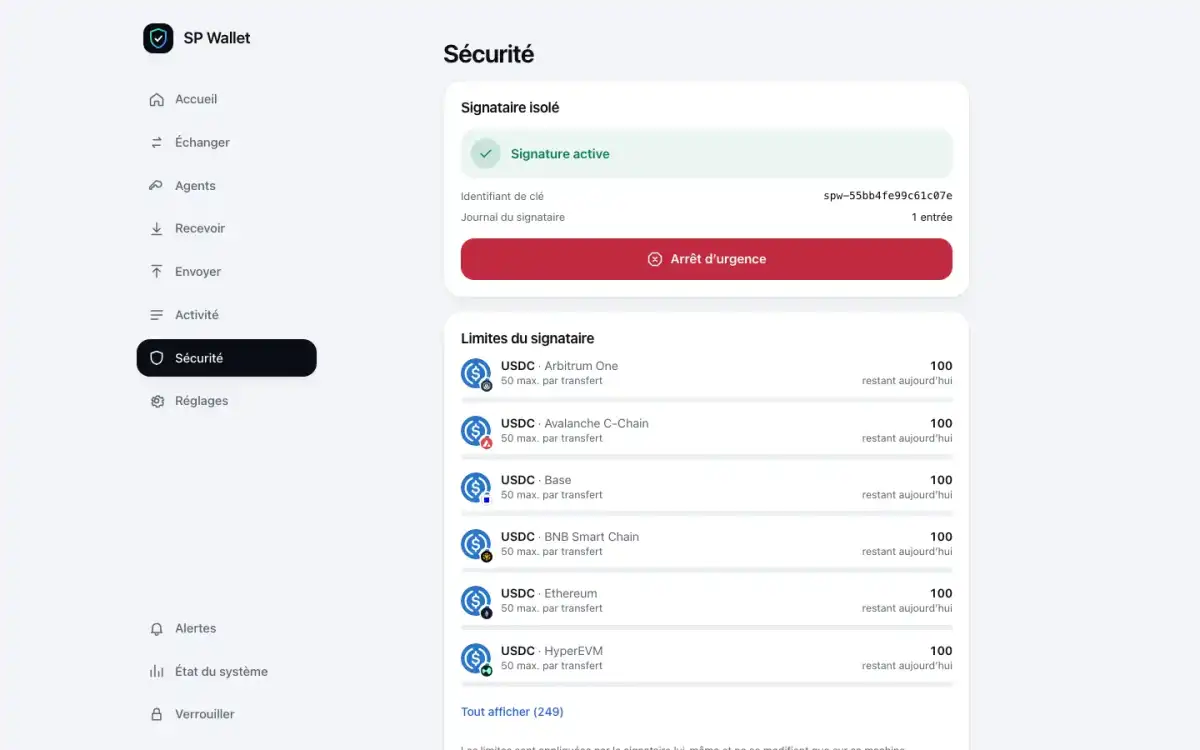 SP Wallet
Accueil
Échanger
Agents
Recevoir
Envoyer
Activité
Sécurité
Réglages
Alertes
État du système
Verrouiller
Sécurité
Signataire isolé
Signature active
Identifiant de clé spw-55bb4fe99c61c07e
Journal du signataire 1 entrée
Arrêt d'urgence
Limites du signataire
USDC · Arbitrum One 100
50 max. par transfert restant aujourd'hui
USDC · Avalanche C-Chain 100
50 max. par transfert restant aujourd'hui
USDC · Base 100
50 max. par transfert restant aujourd'hui
USDC · BNB Smart Chain 100
50 max. par transfert restant aujourd'hui
USDC · Ethereum 100
50 max. par transfert restant aujourd'hui
USDC · HyperEVM 100
50 max. par transfert restant aujourd'hui
Tout afficher (249)